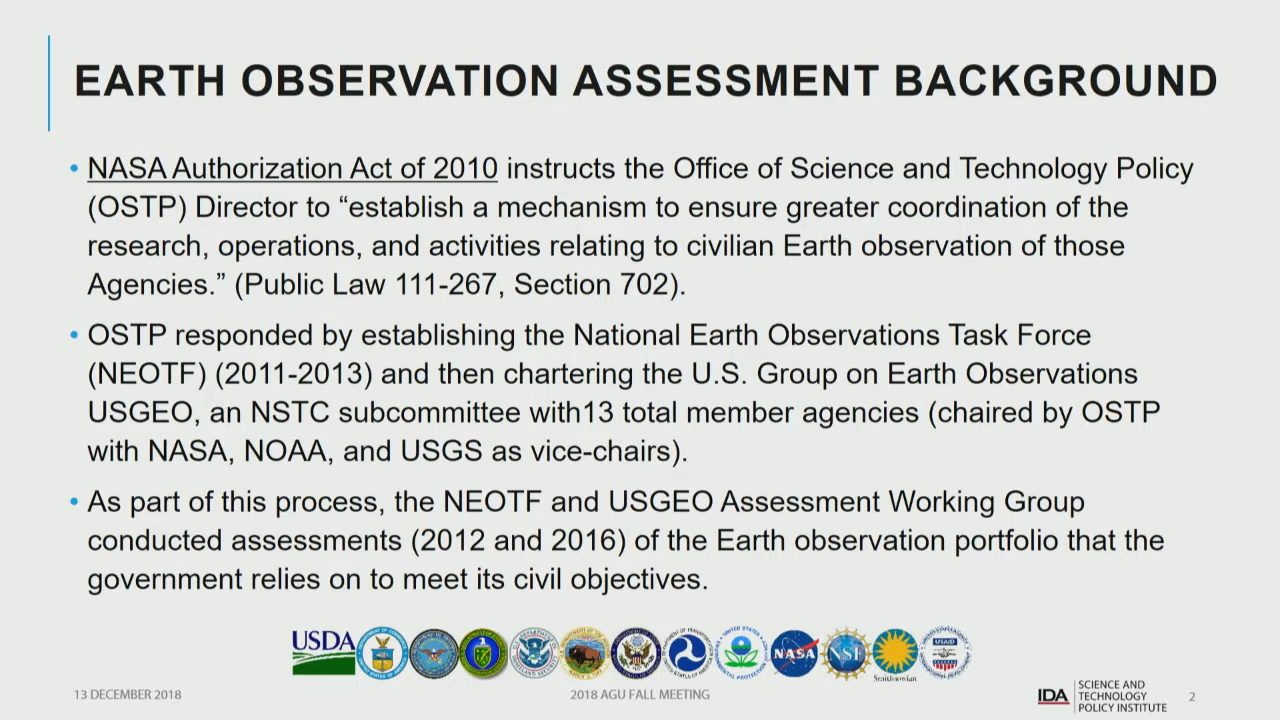 EARTH OBSERVATION ASSESSMENT BACKGROUND
• NASA Authorization Act of 2010 instructs the Office of Science and Technology Policy
(OSTP) Director to “establish a mechanism to ensure greater coordination of the
research, operations, and activities relating to civilian Earth observation of those
Agencies.” (Public Law 111-267, Section 702).
• OSTP responded by establishing the National Earth Observations Task Force
(NEOTF) (2011-2013) and then chartering the U.S. Group on Earth Observations
USGEO, an NSTC subcommittee with13 total member agencies (chaired by OSTP
with NASA, NOAA, and USGS as vice-chairs).
• As part of this process, the NEOTF and USGEO Assessment Working Group
conducted assessments (2012 and 2016) of the Earth observation portfolio that the
government relies on to meet its civil objectives.
USDA
NASA
NSF
Smithsonian
USAID
13 DECEMBER 2018
2018 AGU FALL MEETING
IDA
SCIENCE AND
TECHNOLOGY
POLICY INSTITUTE
2